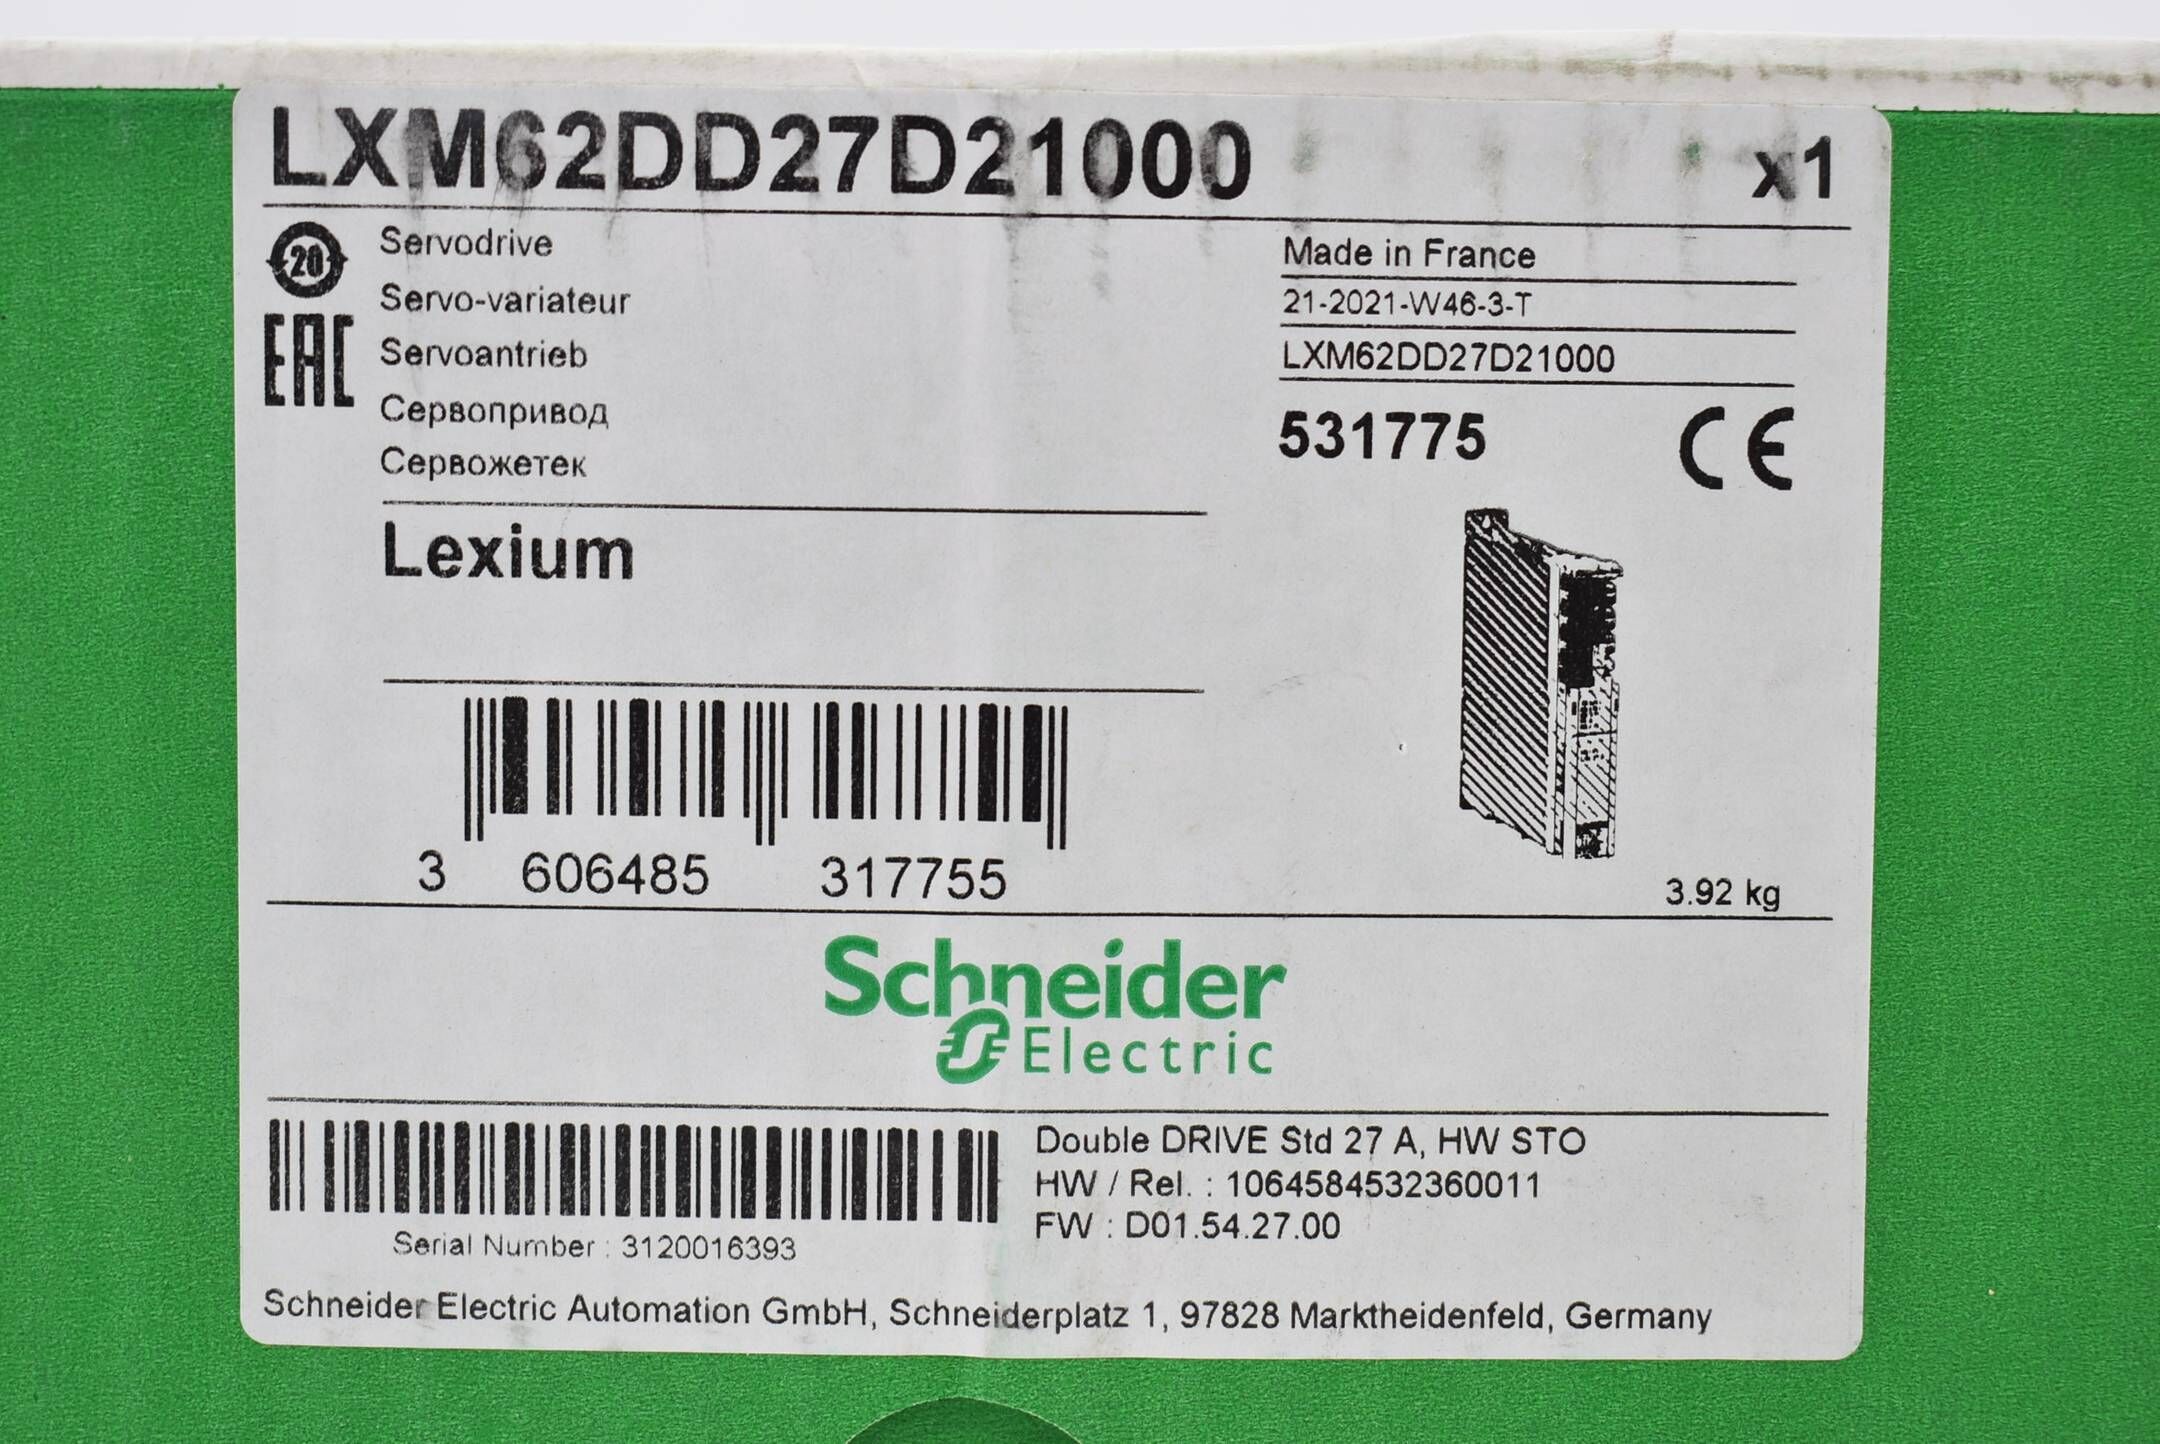 LXM62DD27D21000 x1
20
EAC
Servodrive
Servo-variateur
Servoantrieb
Сервопривод
Сервожетек
Made in France
21-2021-W46-3-T
LXM62DD27D21000
531775 CE
Lexium
3 606485 317755
3.92 kg
Schneider
Electric
Double DRIVE Std 27 A, HW STO
HW / Rel. : 1064584532360011
FW : D01.54.27.00
Serial Number : 3120016393
Schneider Electric Automation GmbH, Schneiderplatz 1, 97828 Marktheidenfeld, Germany